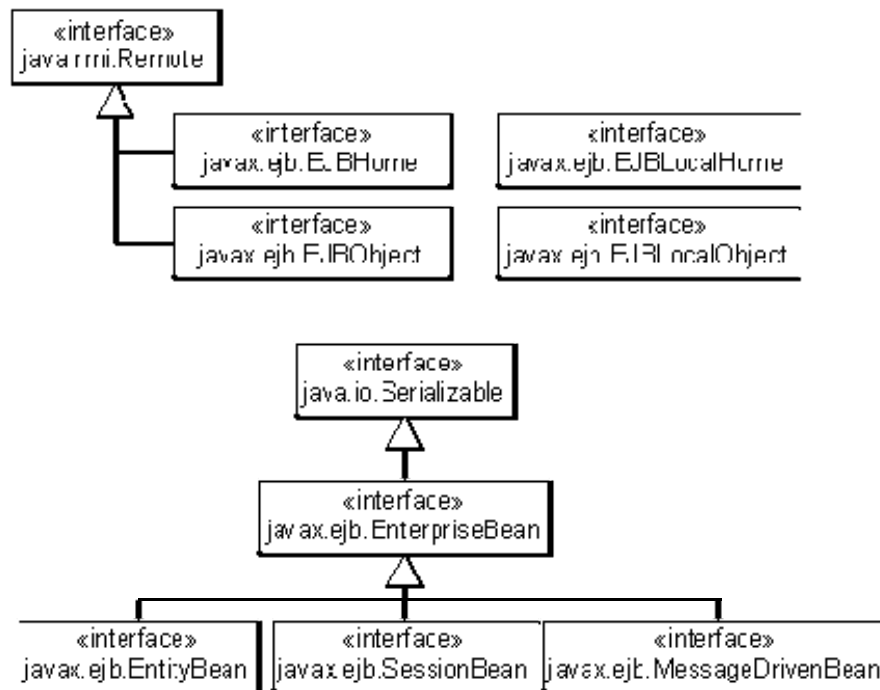 «interface»
java.rmi.Remote
«interface»
javax.ejb.EJBHome
«interface»
javax.ejb.EJBLocalHome
«interface»
javax.ejb.EJBObject
«interface»
javax.ejb.EJBLocalObject
«interface»
java.io.Serializable
«interface»
javax.ejb.EnterpriseBean
«interface»
javax.ejb.EntityBean
«interface»
javax.ejb.SessionBean
«interface»
javax.ejb.MessageDrivenBean